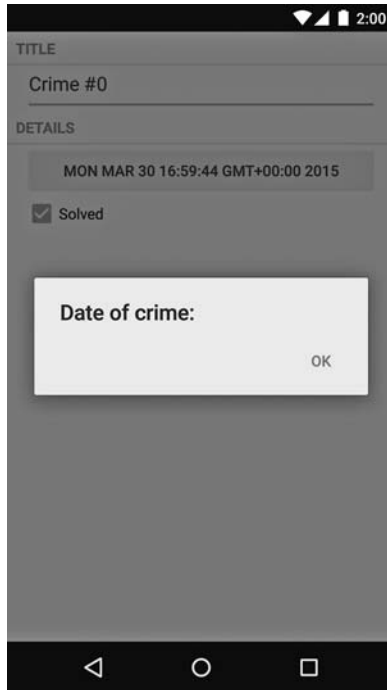 2:00
TITLE
Crime #0
DETAILS
MON MAR 30 16:59:44 GMT+00:00 2015
Solved
Date of crime:
OK